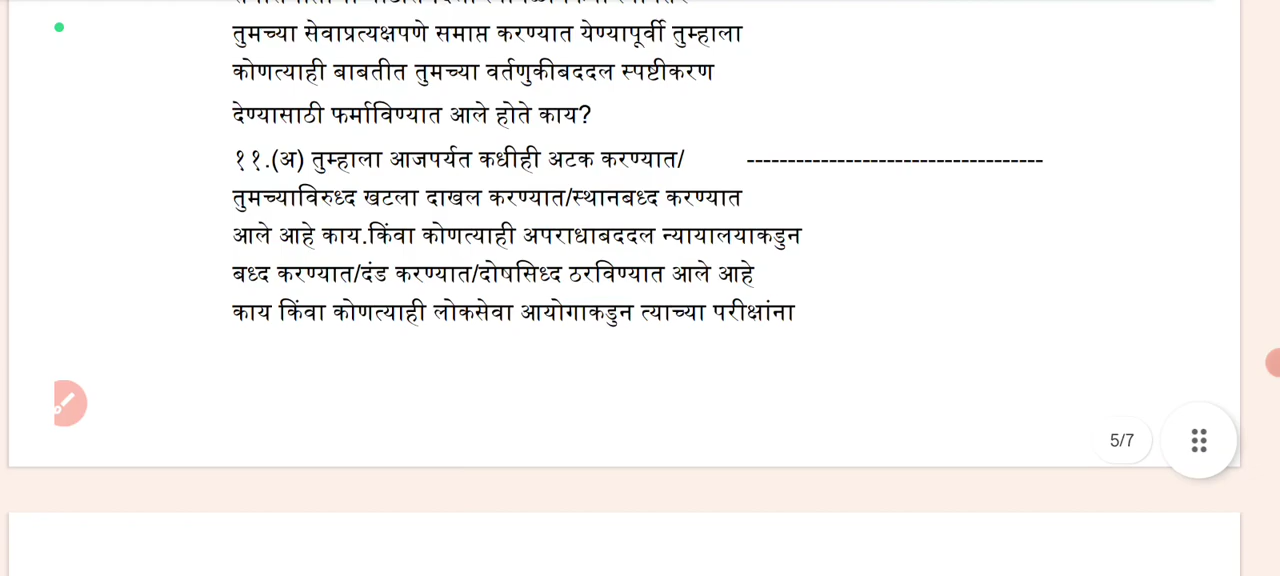 तुमच्या सेवाप्रत्यक्षपणे समाप्त करण्यात येण्यापूर्वी तुम्हाला
कोणत्याही बाबतीत तुमच्या वर्तणुकीबददल स्पष्टीकरण
देण्यासाठी फर्माविण्यात आले होते काय?
११.(अ) तुम्हाला आजपर्यत कधीही अटक करण्यात/ ------------------------------------
तुमच्याविरुध्द खटला दाखल करण्यात/स्थानबध्द करण्यात
आले आहे काय.किंवा कोणत्याही अपराधाबददल न्यायालयाकडुन
बध्द करण्यात/दंड करण्यात/दोषसिध्द ठरविण्यात आले आहे
काय किंवा कोणत्याही लोकसेवा आयोगाकडुन त्याच्या परीक्षांना
5/7